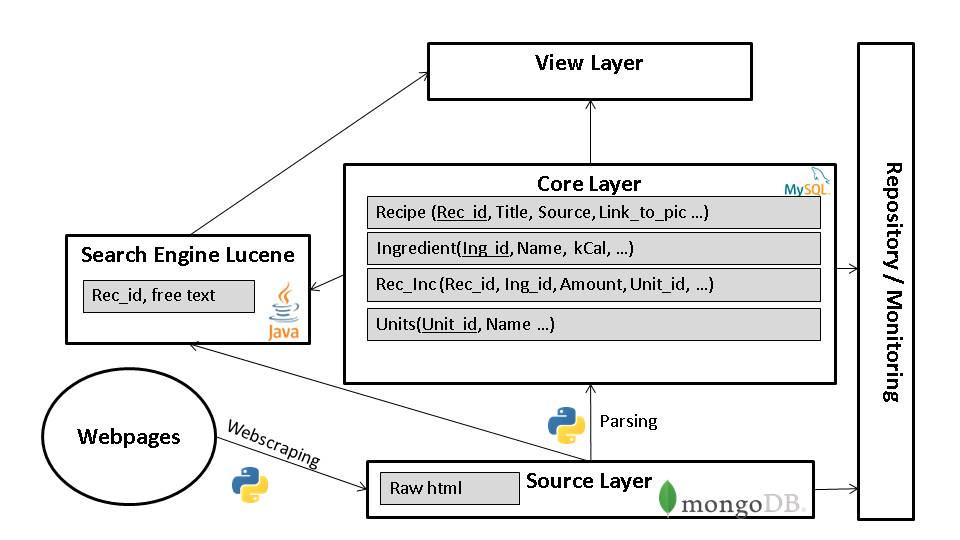 View Layer
Core Layer
MySQL
Recipe (Rec_id, Title, Source, Link_to_pic ...)
Ingredient(Ing_id, Name, kCal, ...)
Rec_Inc (Rec_id, Ing_id, Amount, Unit_id, ...)
Units(Unit_id, Name ...)
Search Engine Lucene
Rec_id, free text
Java
Repository / Monitoring
Webpages
Webscraping
Parsing
Source Layer
Raw html
mongoDB